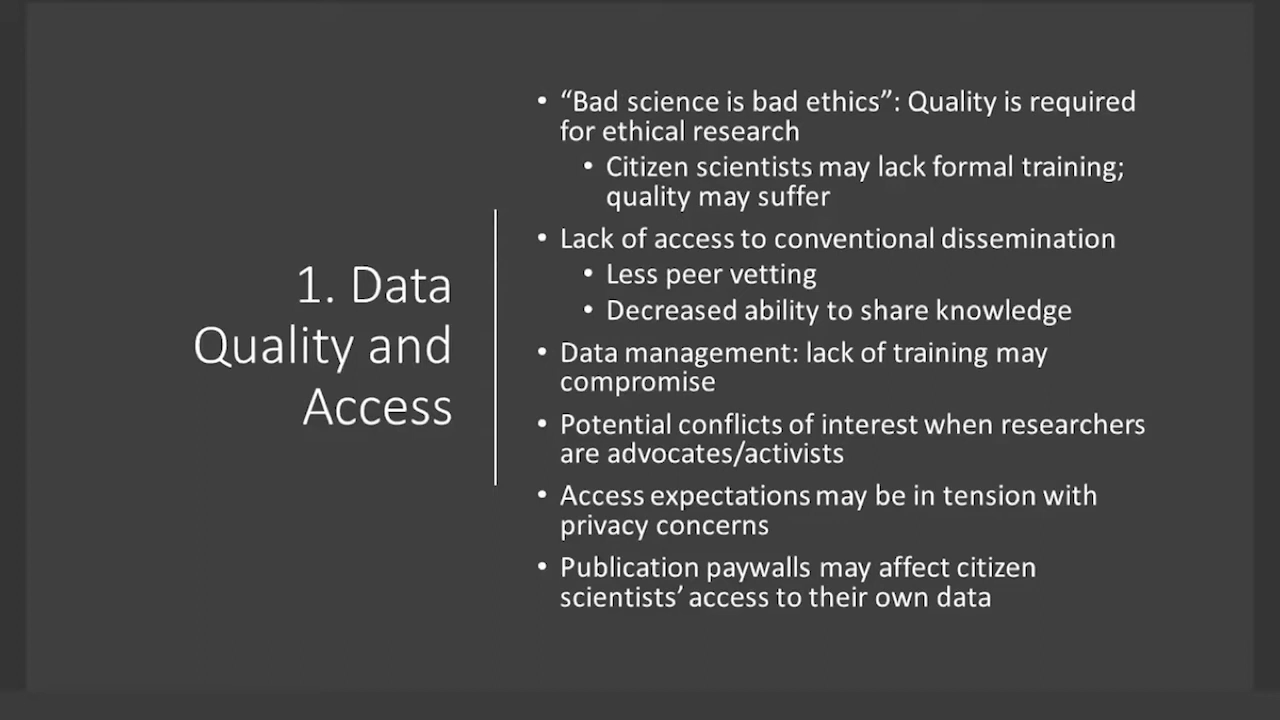 1. Data
Quality and
Access
• “Bad science is bad ethics”: Quality is required
for ethical research
• Citizen scientists may lack formal training;
quality may suffer
• Lack of access to conventional dissemination
• Less peer vetting
• Decreased ability to share knowledge
• Data management: lack of training may
compromise
• Potential conflicts of interest when researchers
are advocates/activists
• Access expectations may be in tension with
privacy concerns
• Publication paywalls may affect citizen
scientists’ access to their own data